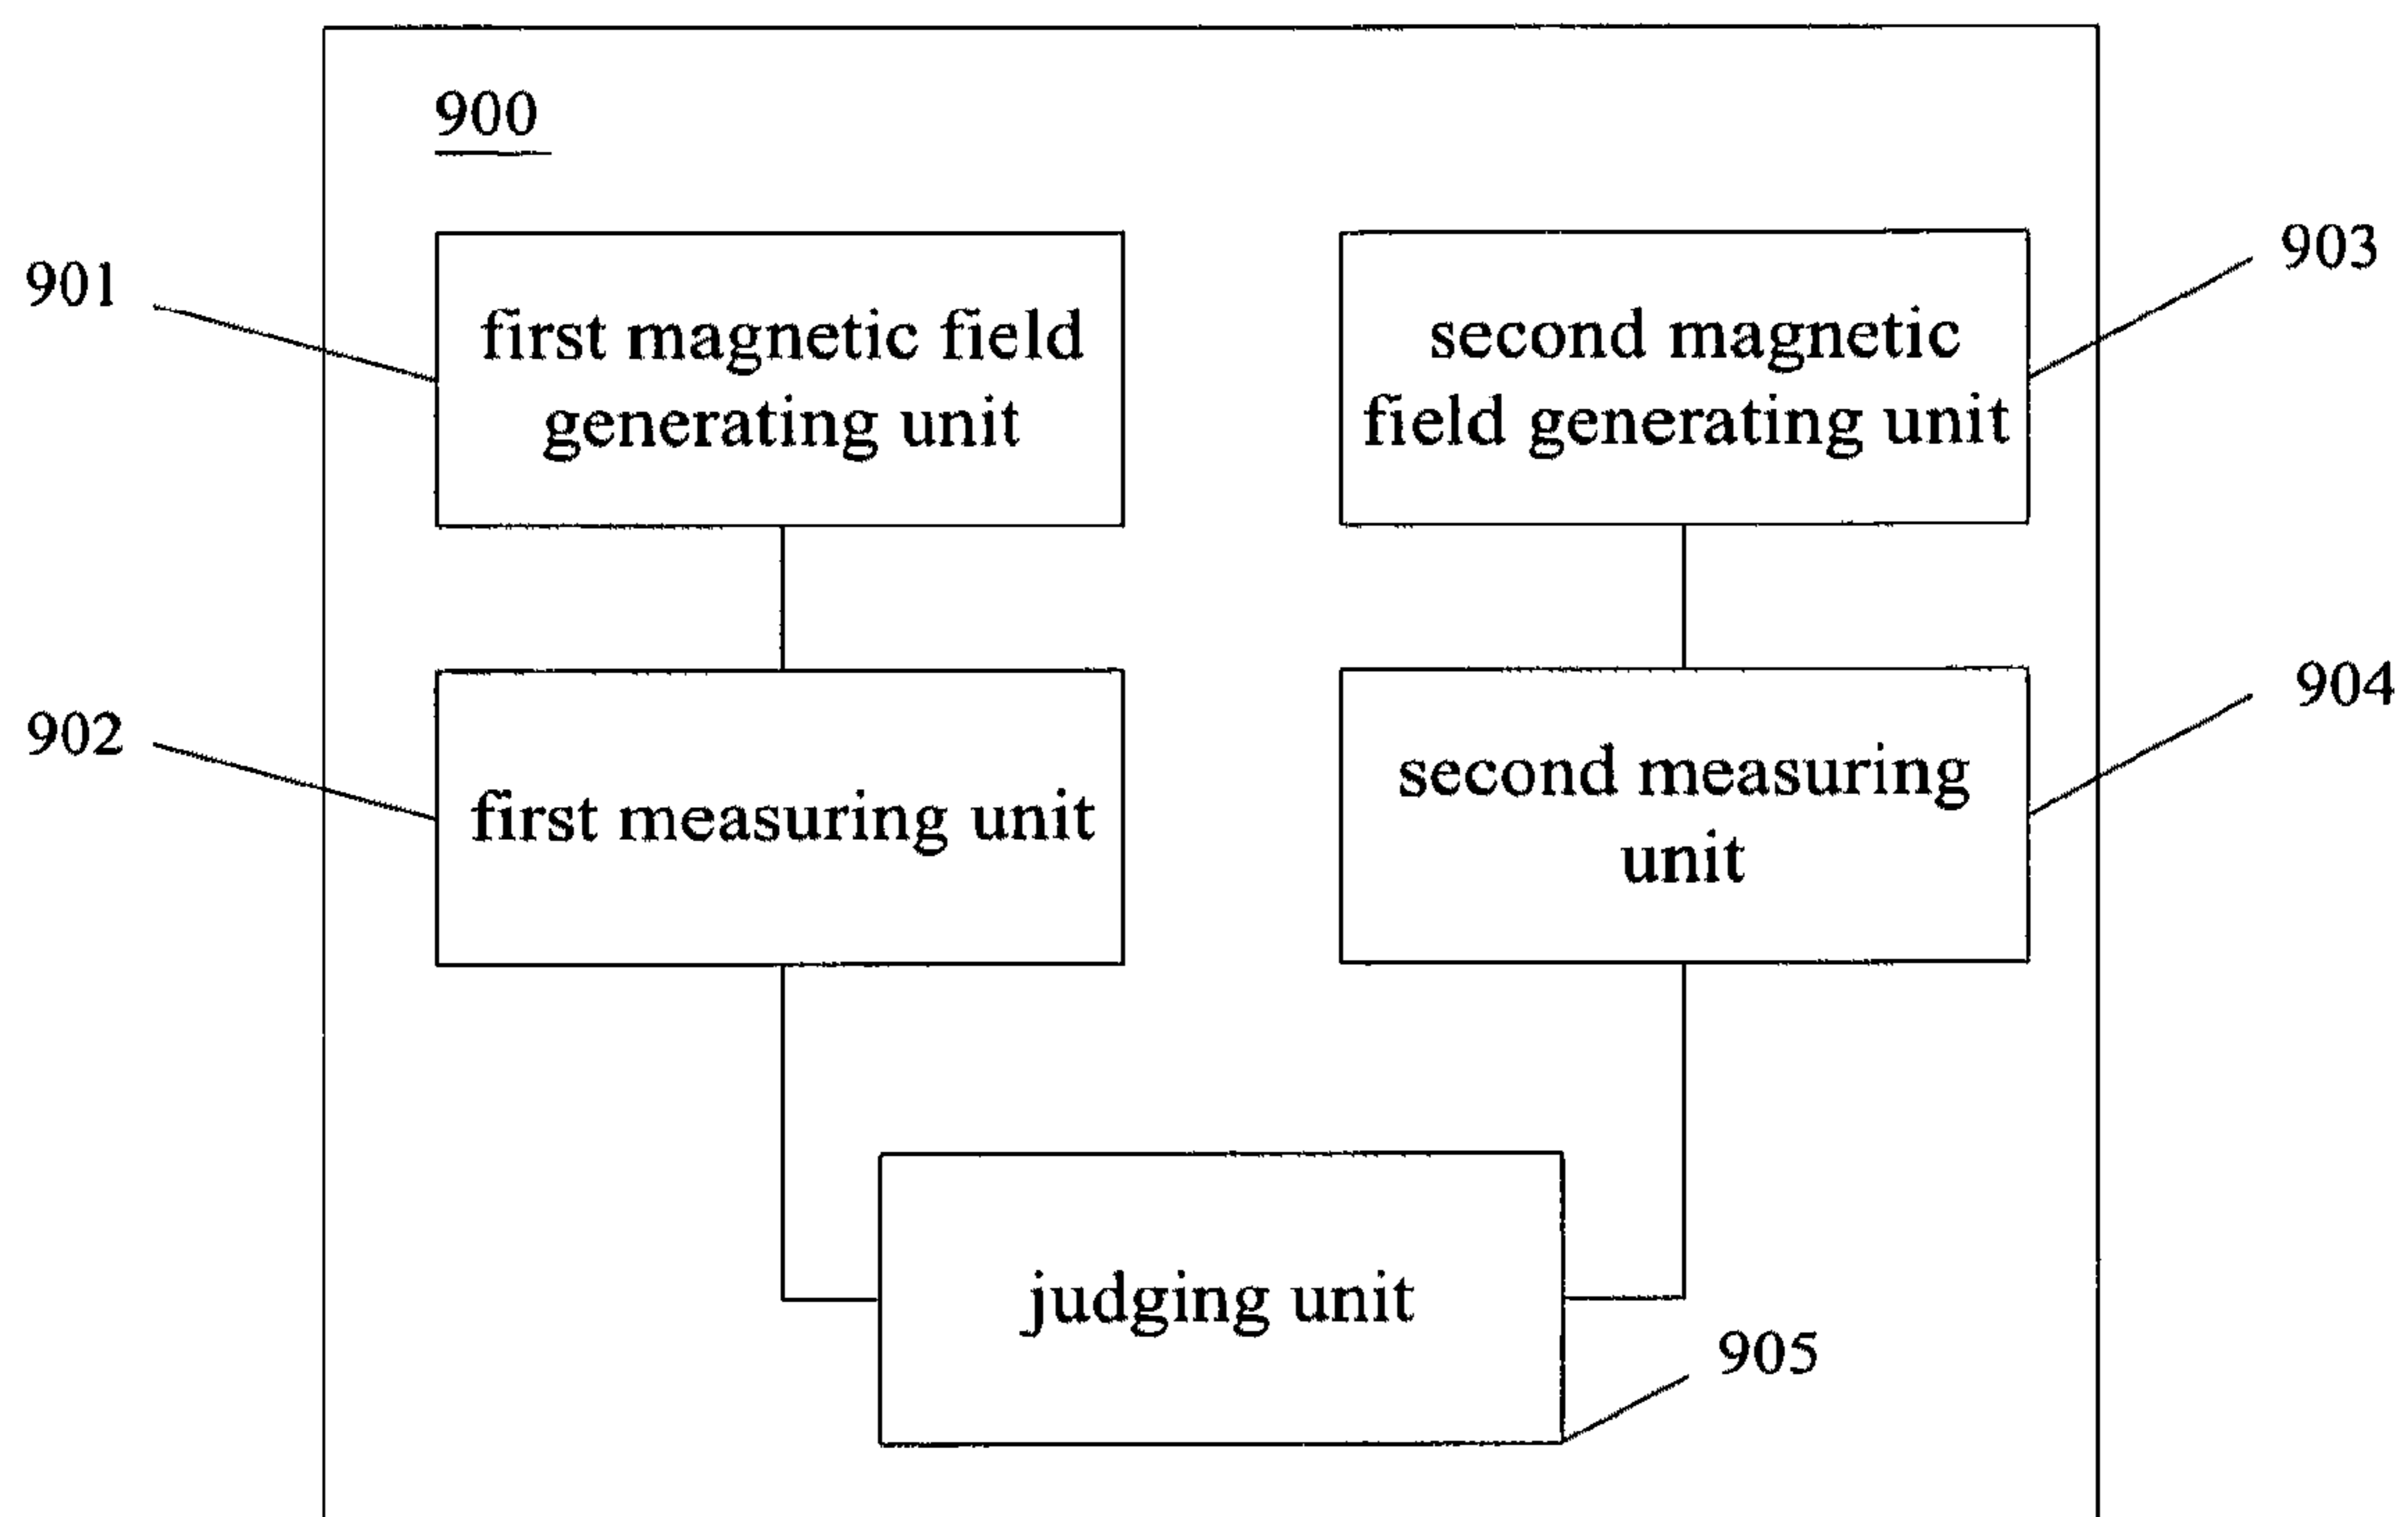 900
901
first magnetic field
generating unit
second magnetic
field generating unit
903
902
first measuring unit
second measuring
unit
904
judging unit
905